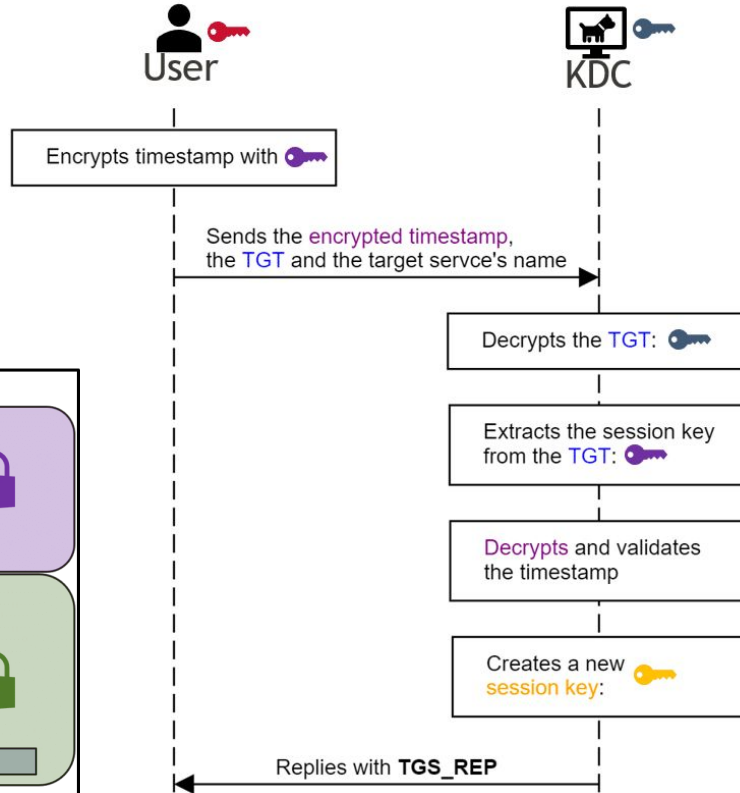 User
KDC
Encrypts timestamp with
Sends the encrypted timestamp,
the TGT and the target servce's name
Decrypts the TGT:
Extracts the session key
from the TGT:
Decrypts and validates
the timestamp
Creates a new
session key:
Replies with TGS_REP